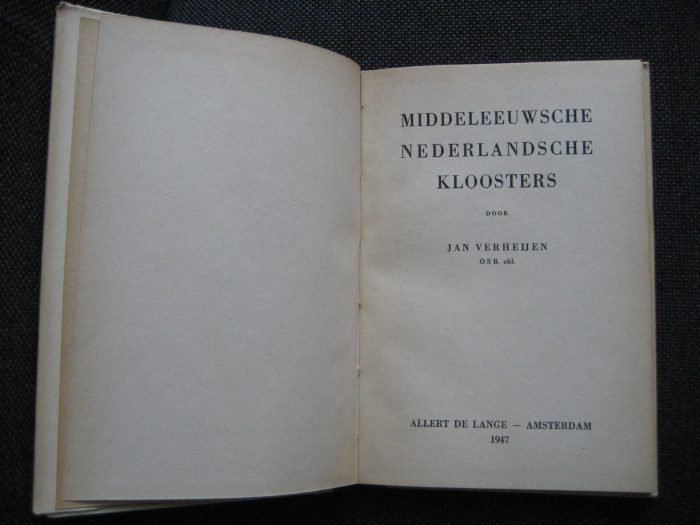 MIDDELEEUWSCHE
NEDERLANDSCHE
KLOOSTERS
DOOR
JAN VERHEIJEN
O.S B. obl.
ALLERT DE LANGE — AMSTERDAM
1947